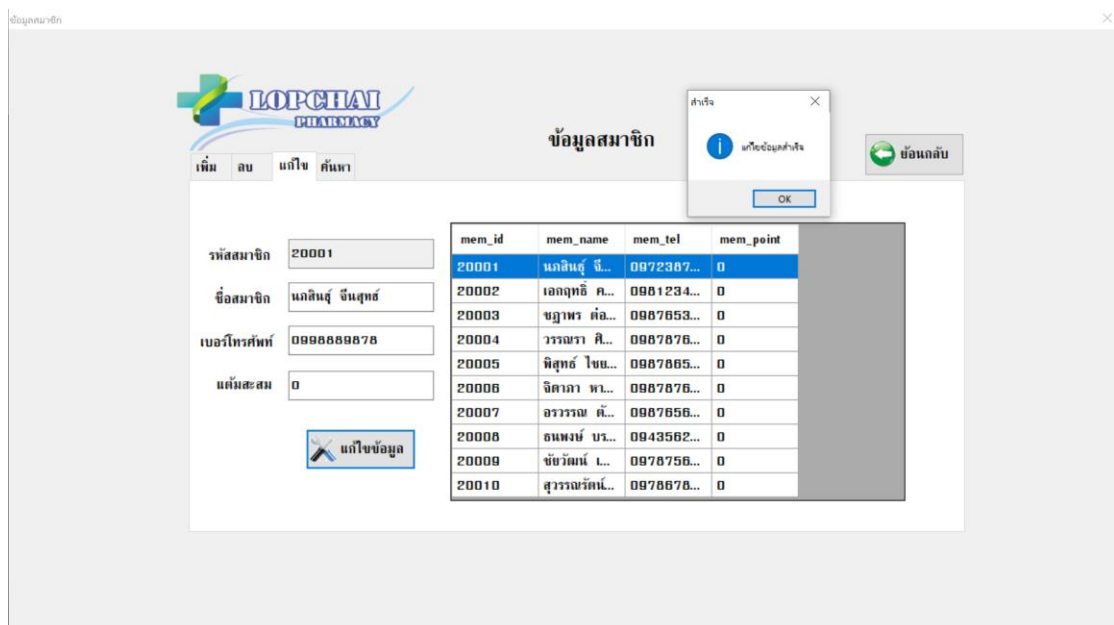 ข้อมูลสมาชิก
LOPCHAI
PHARMACY
ข้อมูลสมาชิก
สำเร็จ
แก้ไขข้อมูลสำเร็จ
OK
ย้อนกลับ
เพิ่ม ลบ แก้ไข ค้นหา
รหัสสมาชิก 20001
ชื่อสมาชิก นภสินธุ์ จีนสุทธ์
เบอร์โทรศัพท์ 0998889878
แต้มสะสม 0
แก้ไขข้อมูล
mem_id mem_name mem_tel mem_point
20001 นภสินธุ์ จี... 0972387... 0
20002 เอกฤทธิ์ ค... 0981234... 0
20003 ชฎาพร ต่อ... 0987653... 0
20004 วรรณรา ศิ... 0987876... 0
20005 พิสุทธ์ ไชย... 0987865... 0
20006 จิดาภา หา... 0987876... 0
20007 อรวรรณ ตั... 0987656... 0
20008 ธนพงษ์ บร... 0943562... 0
20009 ชัยวัฒน์ เ... 0978756... 0
20010 สุวรรณรัตน์... 0978678... 0